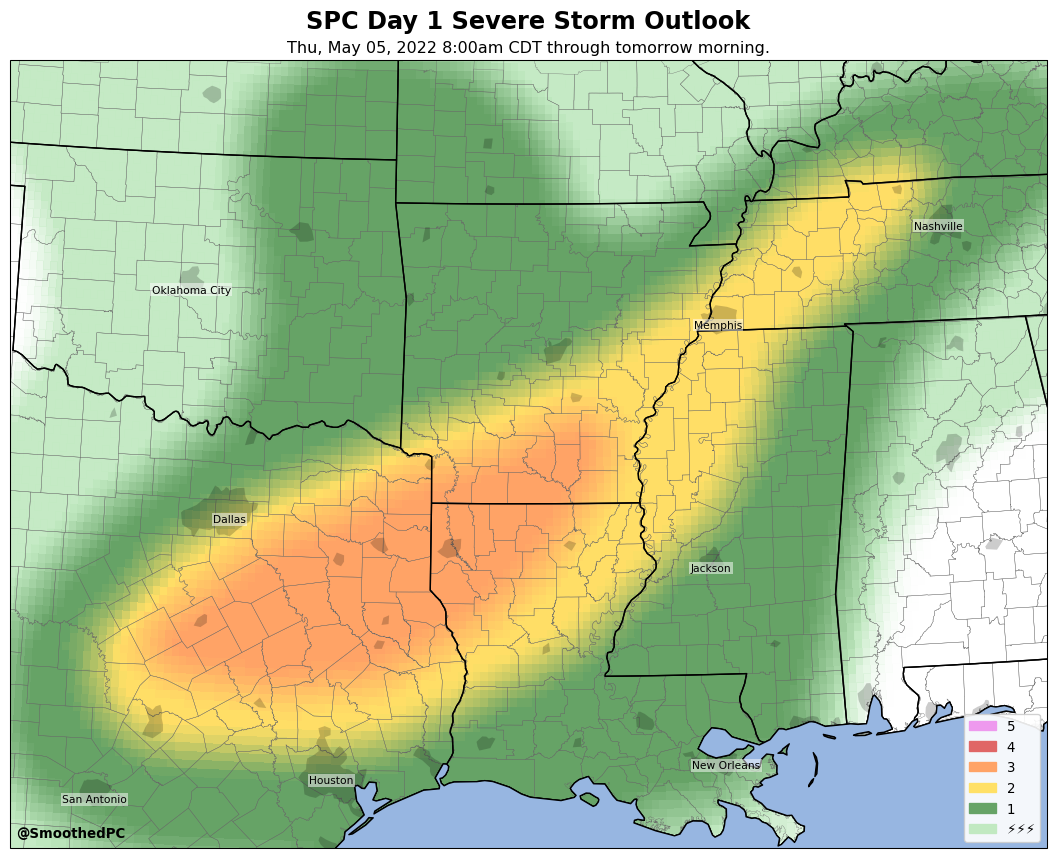 SPC Day 1 Severe Storm Outlook
Thu, May 05, 2022 8:00am CDT through tomorrow morning.
Nashville
Oklahoma City
Memphis
Dallas
Jackson
New Orleans
Houston
San Antonio
5
4
3
2
1
⚡⚡⚡
@SmoothedPC